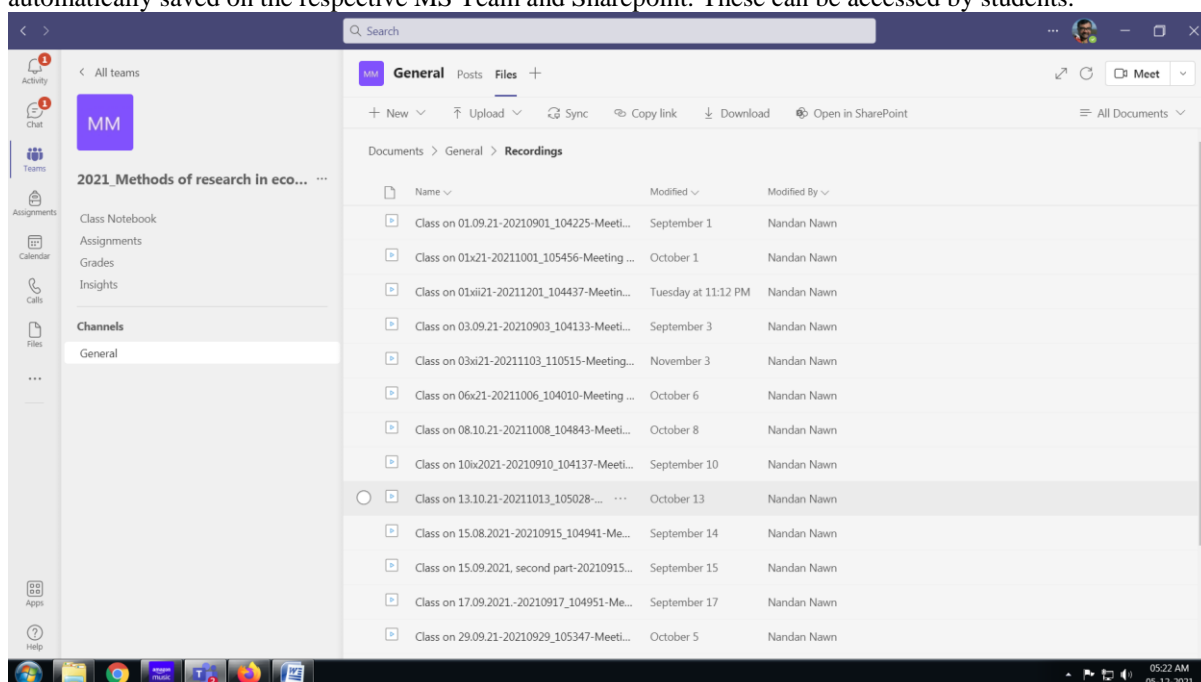 automatically saved on the respective MS Team and Sharepoint. These can be accessed by students.
Search
Activity
Chat
Teams
Assignments
Calendar
Calls
Files
Apps
Help
1
1
All teams
MM
2021_Methods of research in eco... ...
Class Notebook
Assignments
Grades
Insights
Channels
General
MM General Posts Files +
Meet
+ New Upload Sync Copy link Download Open in SharePoint All Documents
Documents > General > Recordings
Name Modified Modified By
Class on 01.09.21-20210901_104225-Meeti... September 1 Nandan Nawn
Class on 01x21-20211001_105456-Meeting ... October 1 Nandan Nawn
Class on 01xii21-20211201_104437-Meetin... Tuesday at 11:12 PM Nandan Nawn
Class on 03.09.21-20210903_104133-Meeti... September 3 Nandan Nawn
Class on 03xi21-20211103_110515-Meeting... November 3 Nandan Nawn
Class on 06x21-20211006_104010-Meeting ... October 6 Nandan Nawn
Class on 08.10.21-20211008_104843-Meeti... October 8 Nandan Nawn
Class on 10ix2021-20210910_104137-Meeti... September 10 Nandan Nawn
Class on 13.10.21-20211013_105028-... ... October 13 Nandan Nawn
Class on 15.08.2021-20210915_104941-Me... September 14 Nandan Nawn
Class on 15.09.2021, second part-20210915... September 15 Nandan Nawn
Class on 17.09.2021.-20210917_104951-Me... September 17 Nandan Nawn
Class on 29.09.21-20210929_105347-Meeti... October 5 Nandan Nawn
amazon music
05:22 AM
05-12-2021